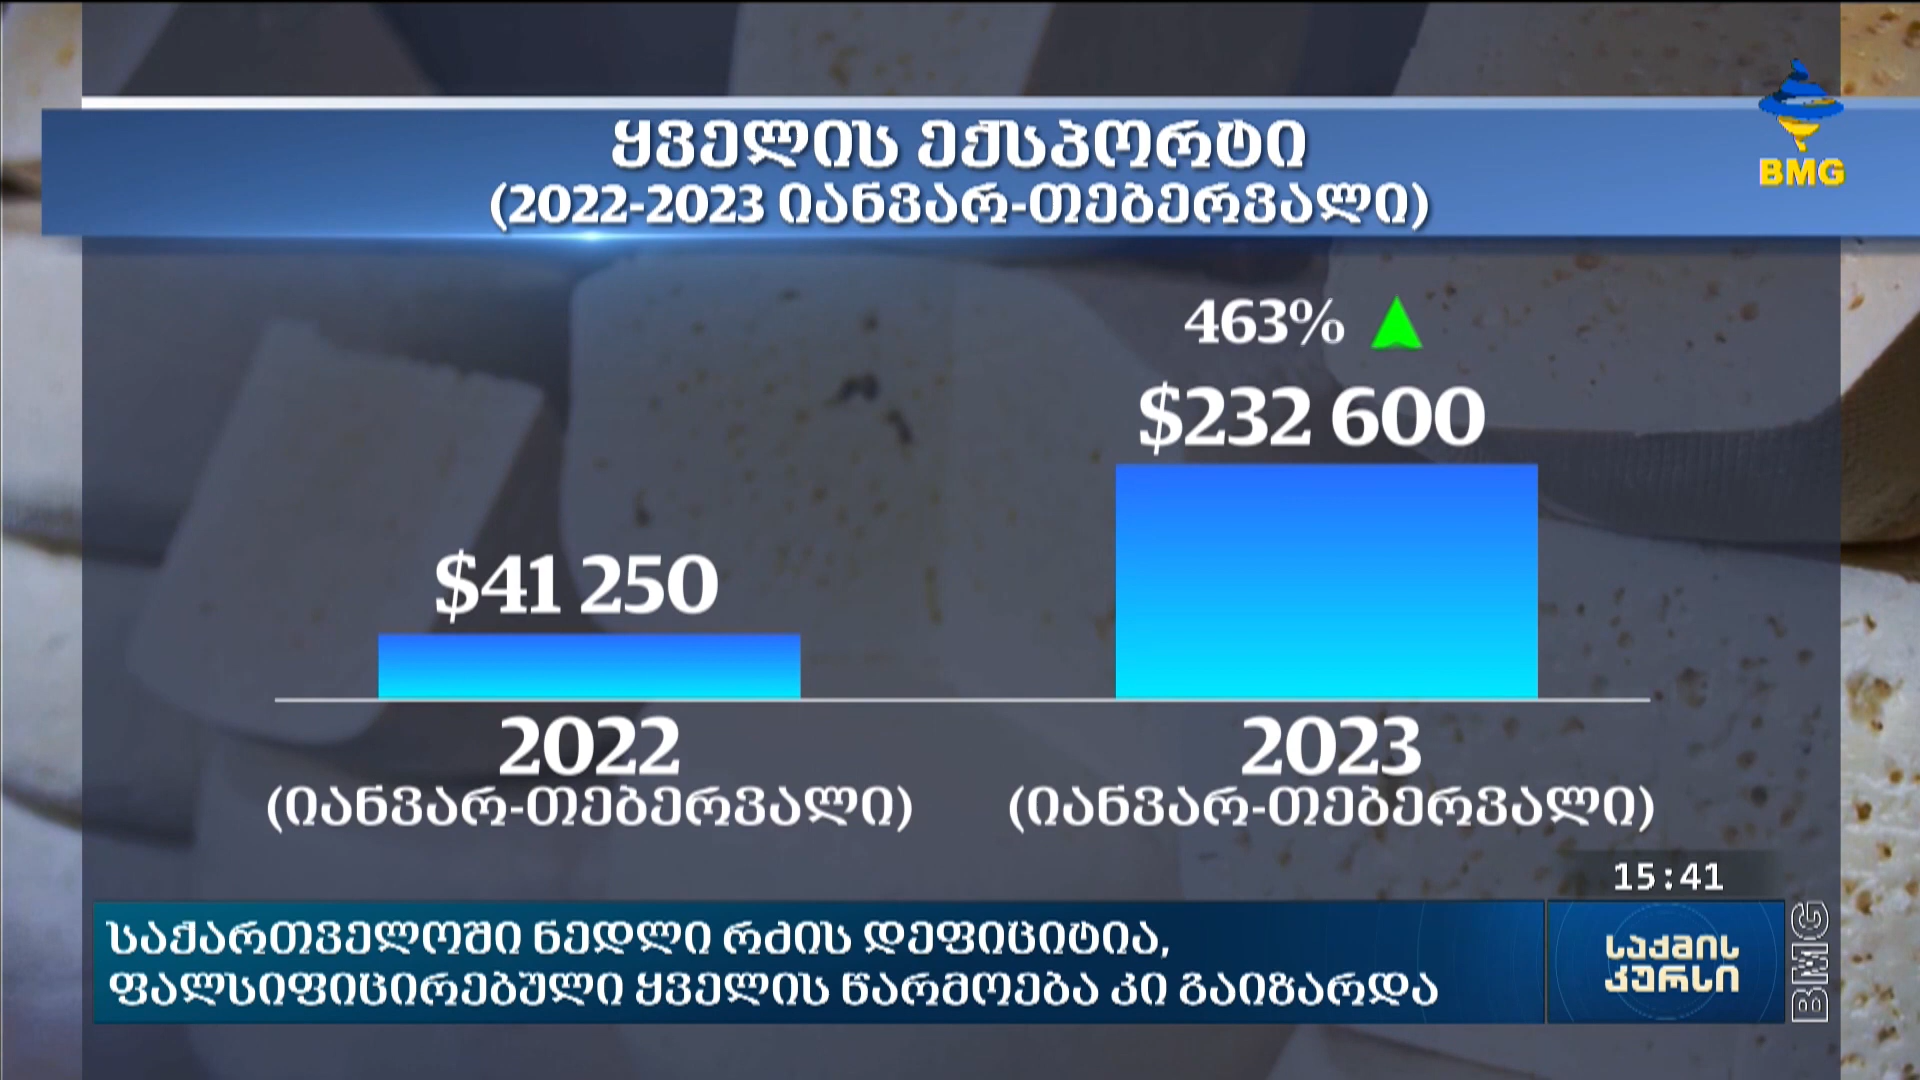 ყველის ექსპორტი
(2022-2023 იანვარ-თებერვალი)
BMG
463%
$232 600
$41 250
2022
(იანვარ-თებერვალი)
2023
(იანვარ-თებერვალი)
15:41
საქართველოში ნედლი რძის დეფიციტია,
ფალსიფიცირებული ყველის წარმოება კი გაიზარდა
საქმის
კურსი
BMG